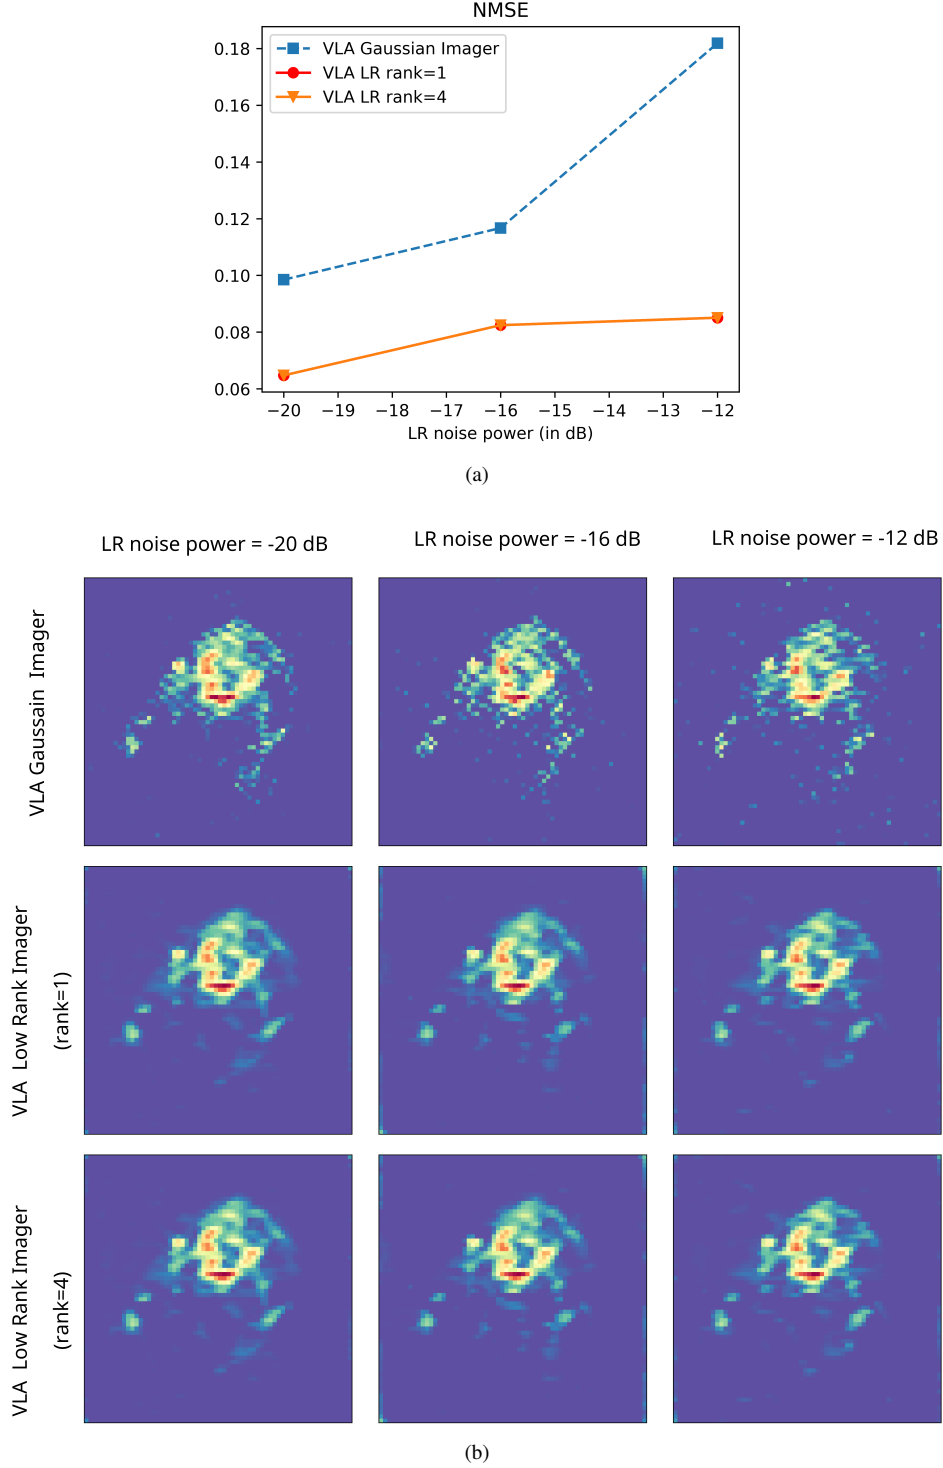 NMSE
VLA Gaussian Imager
VLA LR rank=1
VLA LR rank=4
0.18
0.16
0.14
0.12
0.10
0.08
0.06
−20 −19 −18 −17 −16 −15 −14 −13 −12
LR noise power (in dB)
(a)
LR noise power = -20 dB
LR noise power = -16 dB
LR noise power = -12 dB
VLA Gaussain Imager
VLA Low Rank Imager
(rank=1)
VLA Low Rank Imager
(rank=4)
(b)